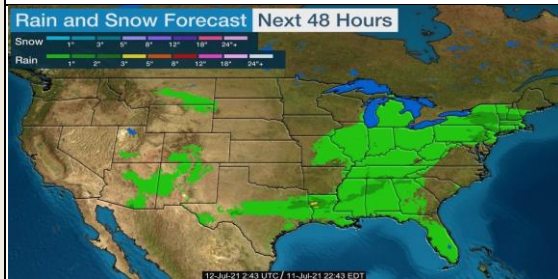 Rain and Snow Forecast Next 48 Hours
Snow
1" 3" 5" 8" 12" 18" 24"+
Rain
1" 2" 3" 5" 8" 12" 18" 24"+
12-Jul-21 2:43 UTC / 11-Jul-21 22:43 EDT